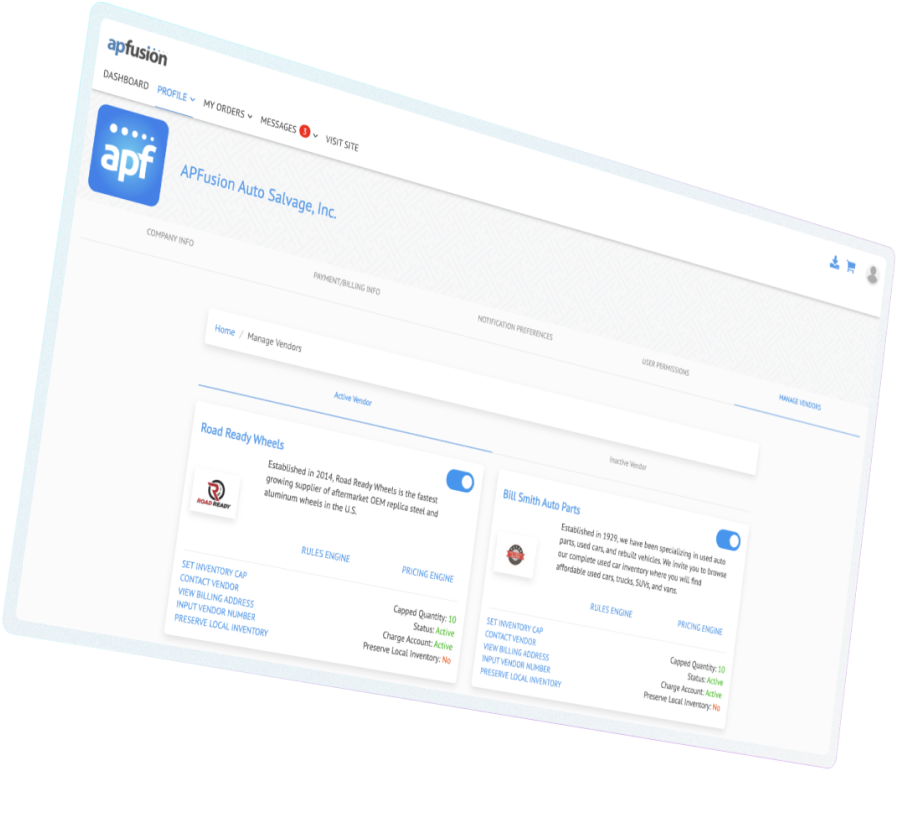 apfusion
DASHBOARD PROFILE MY ORDERS MESSAGES 3 VISIT SITE
apf
APFusion Auto Salvage, Inc.
COMPANY INFO
PAYMENT/BILLING INFO
NOTIFICATION PREFERENCES
USER PERMISSIONS
MANAGE VENDORS
Home / Manage Vendors
Active Vendor
Inactive Vendor
Road Ready Wheels
Established in 2014, Road Ready Wheels is the fastest
growing supplier of aftermarket OEM replica steel and
aluminum wheels in the U.S.
ROAD READY
RULES ENGINE
PRICING ENGINE
SET INVENTORY CAP
CONTACT VENDOR
VIEW BILLING ADDRESS
INPUT VENDOR NUMBER
PRESERVE LOCAL INVENTORY
Capped Quantity: 10
Status: Active
Charge Account: Active
Preserve Local Inventory: No
Bill Smith Auto Parts
Established in 1929, we have been specializing in used auto
parts, used cars, and rebuilt vehicles. We invite you to browse
our complete used car inventory where you will find
affordable used cars, trucks, SUVs, and vans.
RULES ENGINE
PRICING ENGINE
SET INVENTORY CAP
CONTACT VENDOR
VIEW BILLING ADDRESS
INPUT VENDOR NUMBER
PRESERVE LOCAL INVENTORY
Capped Quantity: 10
Status: Active
Charge Account: Active
Preserve Local Inventory: No